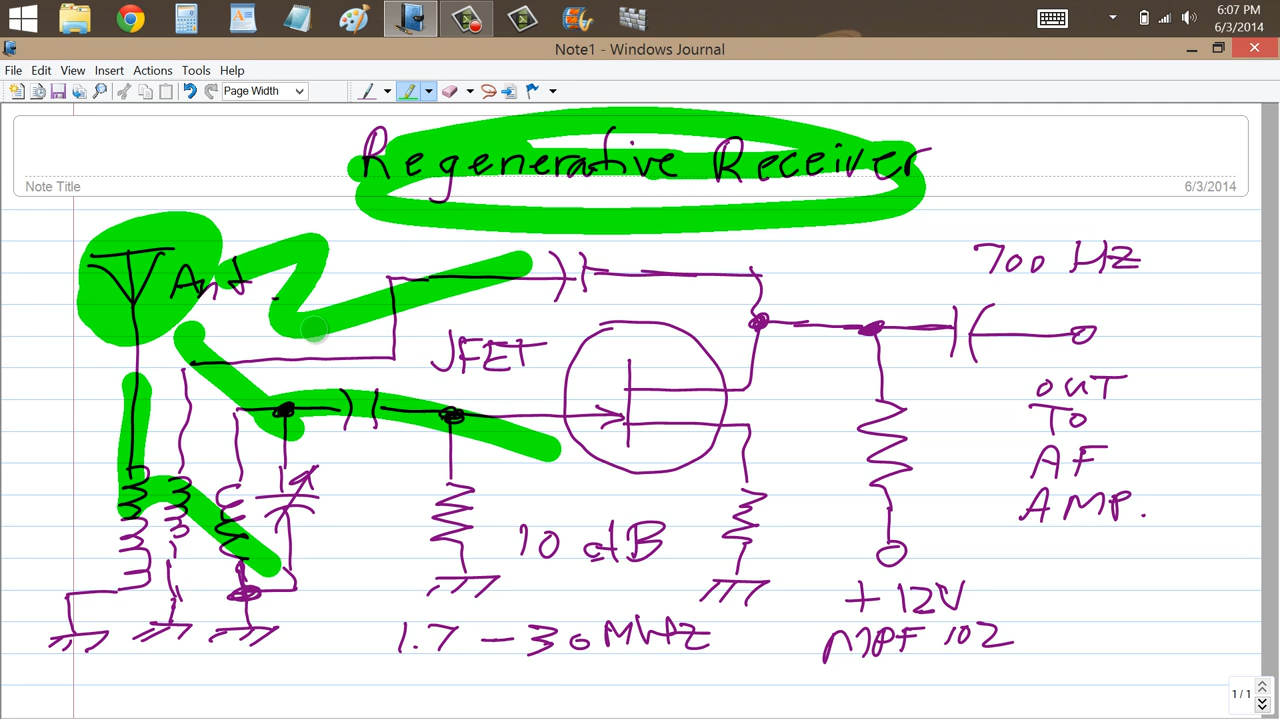 6:07 PM
6/3/2014
Note1 - Windows Journal
File Edit View Insert Actions Tools Help
Page Width
Regenerative Receiver
Note Title
6/3/2014
Ant.
700 HZ
JFET
OUT
TO
AF
AMP.
10 dB
+12V
1.7 - 30 MHZ
MPF 102
1/1